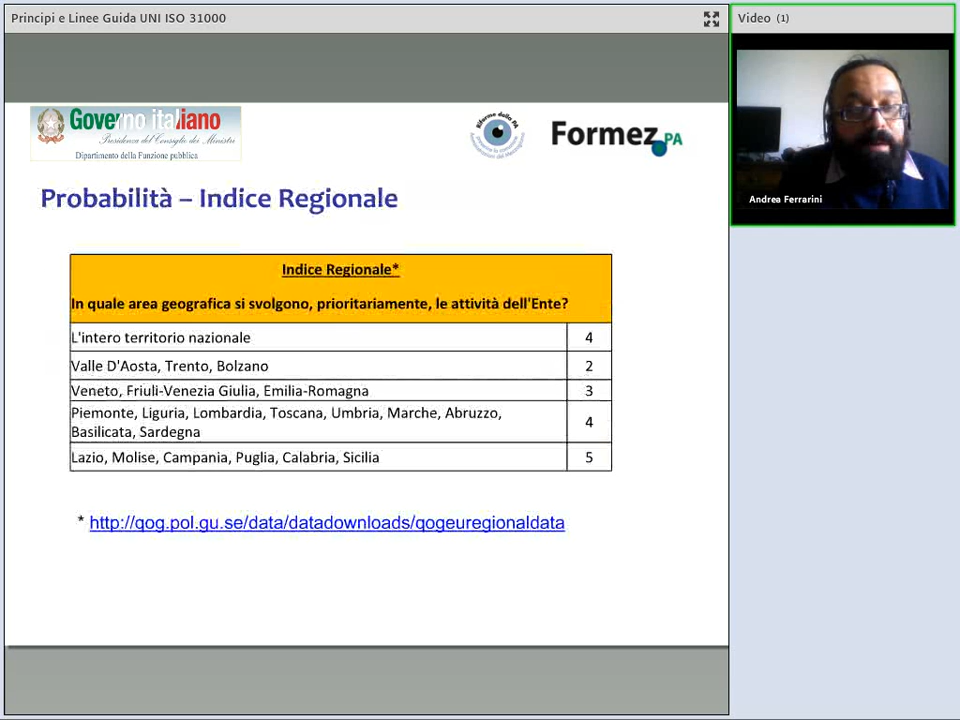 Principi e Linee Guida UNI ISO 31000
Video (1)
Governo italiano
Presidenza del Consiglio dei Ministri
Dipartimento della Funzione pubblica
Riforme della PA
Formez PA
Andrea Ferrarini
Probabilità – Indice Regionale
Indice Regionale*
In quale area geografica si svolgono, prioritariamente, le attività dell'Ente?
L'intero territorio nazionale 4
Valle D'Aosta, Trento, Bolzano 2
Veneto, Friuli-Venezia Giulia, Emilia-Romagna 3
Piemonte, Liguria, Lombardia, Toscana, Umbria, Marche, Abruzzo,
Basilicata, Sardegna 4
Lazio, Molise, Campania, Puglia, Calabria, Sicilia 5
* http://qog.pol.gu.se/data/datadownloads/qogeuregionaldata